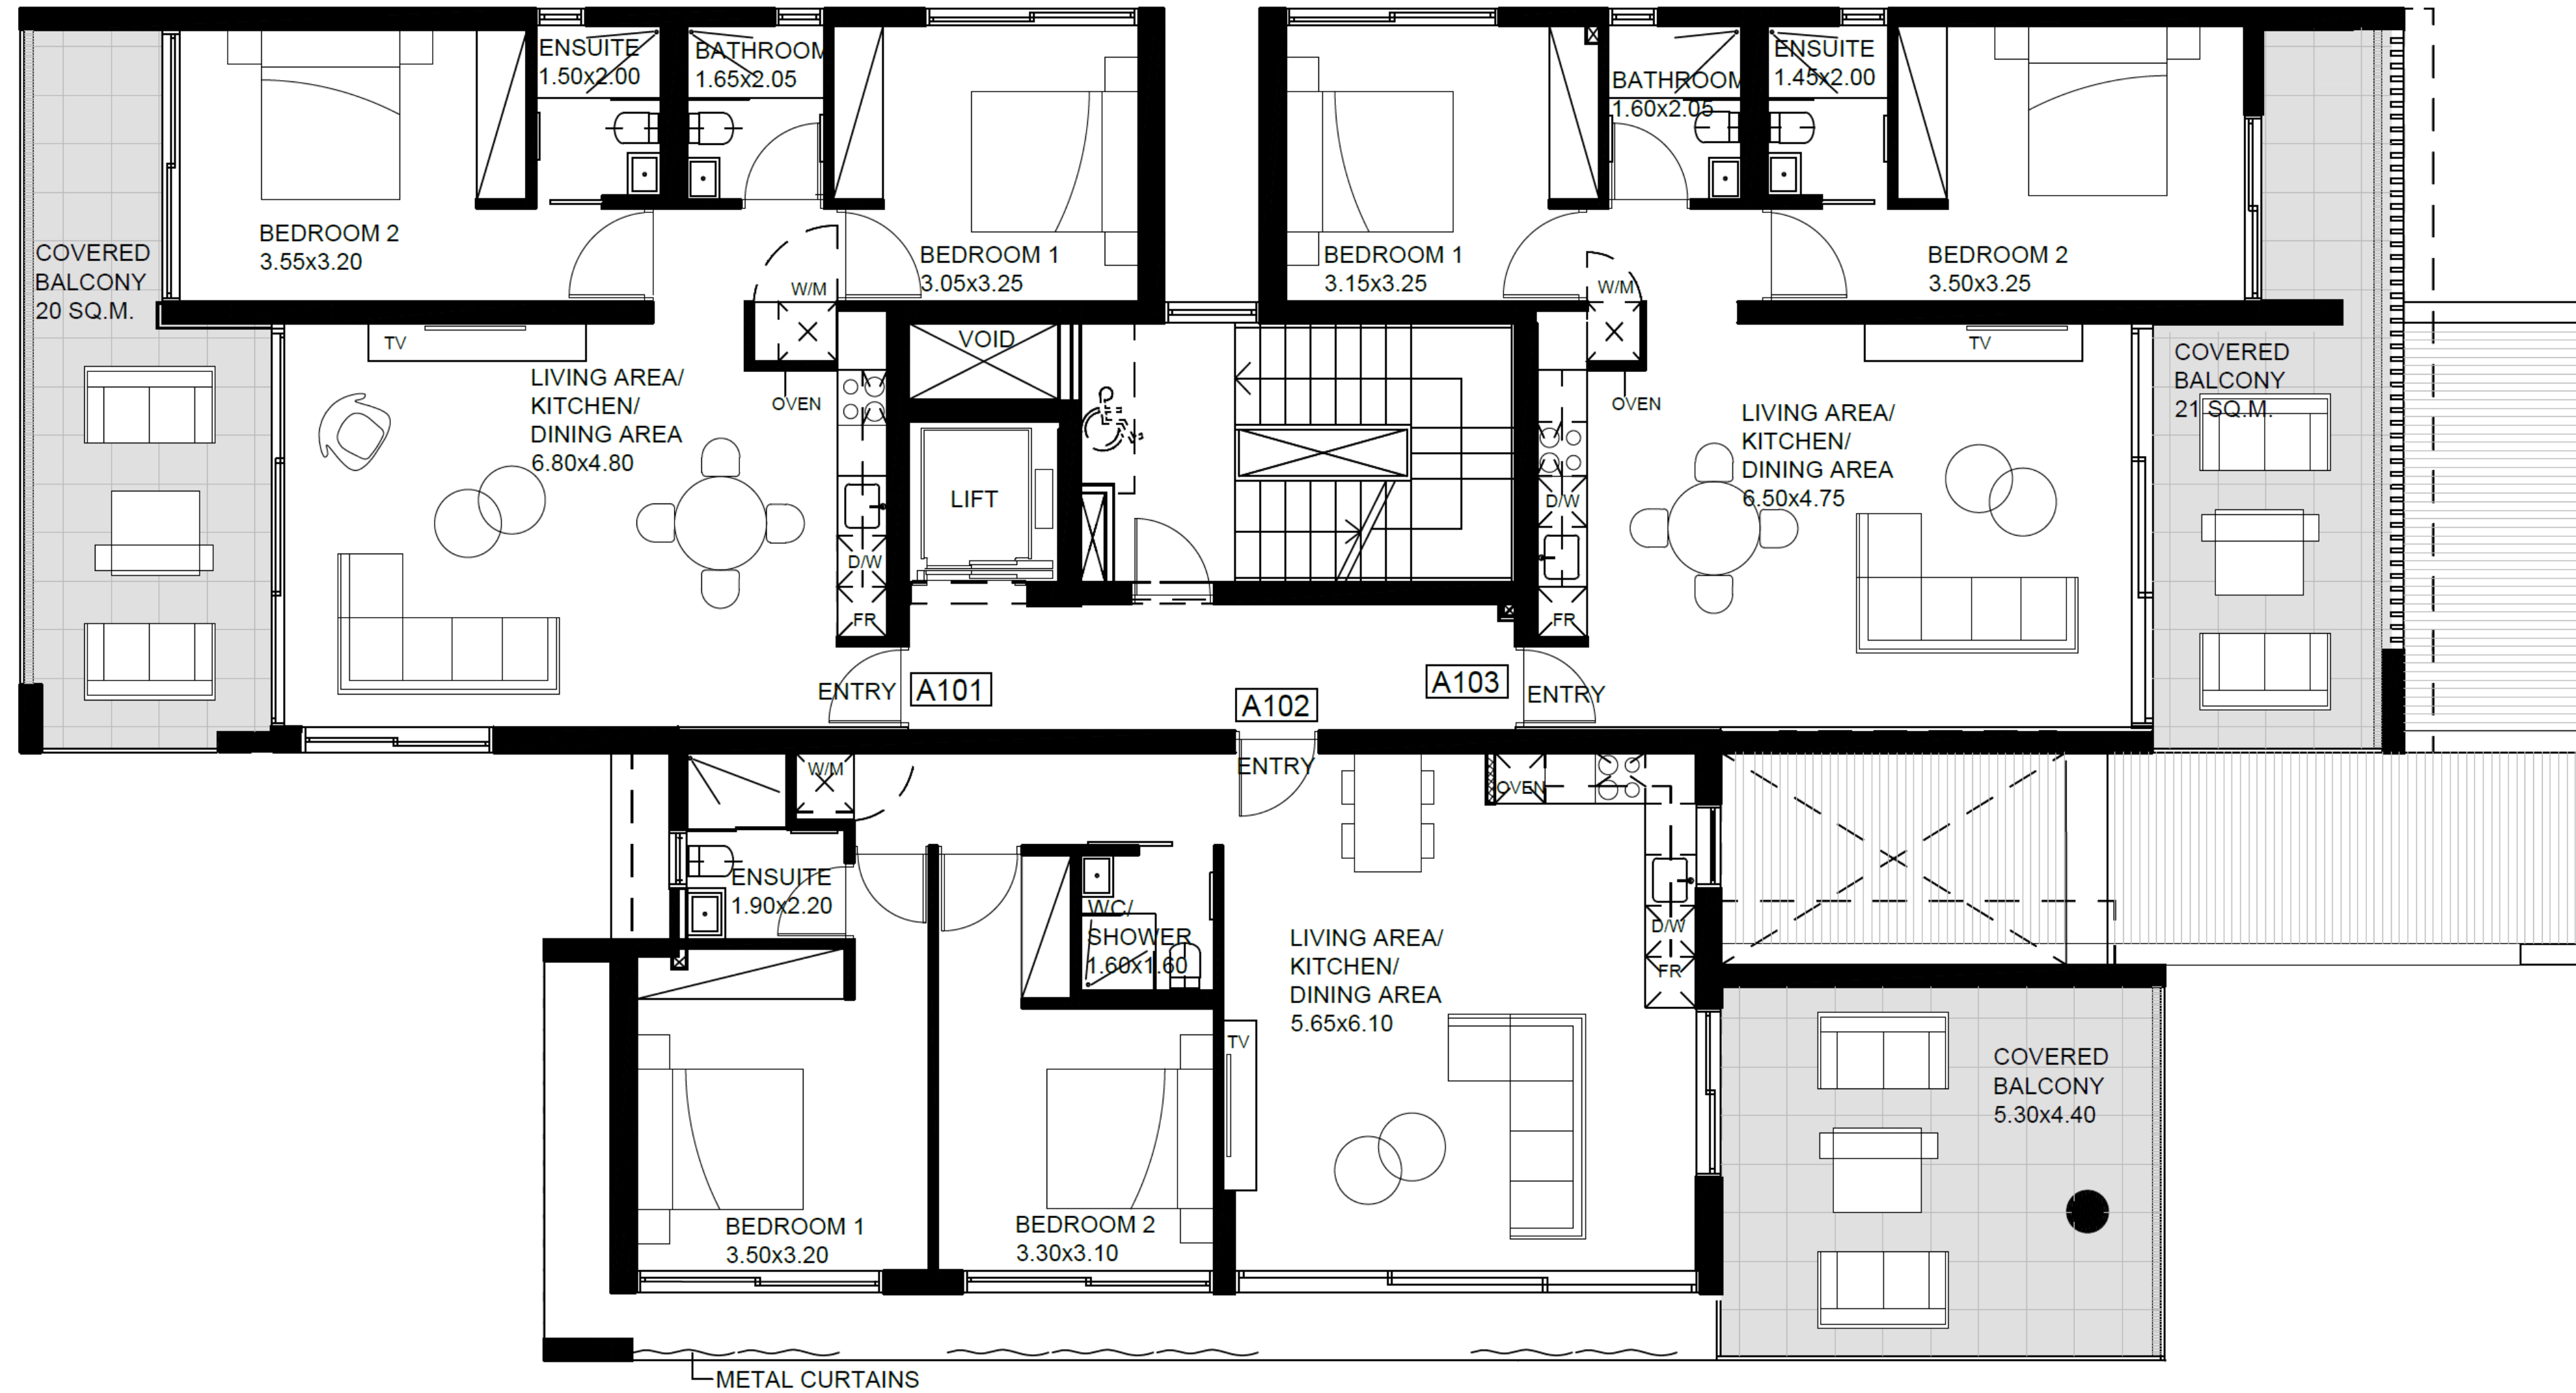 ENSUITE
1.50x2.00
BATHROOM
1.65x2.05
BATHROOM
1.60x2.05
ENSUITE
1.45x2.00
BEDROOM 2
3.55x3.20
BEDROOM 1
3.05x3.25
BEDROOM 1
3.15x3.25
BEDROOM 2
3.50x3.25
COVERED
BALCONY
20 SQ.M.
W/M
W/M
TV
VOID
TV
OVEN
OVEN
LIVING AREA/
KITCHEN/
DINING AREA
6.80x4.80
LIVING AREA/
KITCHEN/
DINING AREA
6.50x4.75
COVERED
BALCONY
21 SQ.M.
LIFT
D/W
FR
D/W
FR
ENTRY
A101
A102
A103
ENTRY
W/M
ENTRY
OVEN
ENSUITE
1.90x2.20
WC/
SHOWER
1.60x1.60
LIVING AREA/
KITCHEN/
DINING AREA
5.65x6.10
D/W
FR
TV
COVERED
BALCONY
5.30x4.40
BEDROOM 1
3.50x3.20
BEDROOM 2
3.30x3.10
METAL CURTAINS